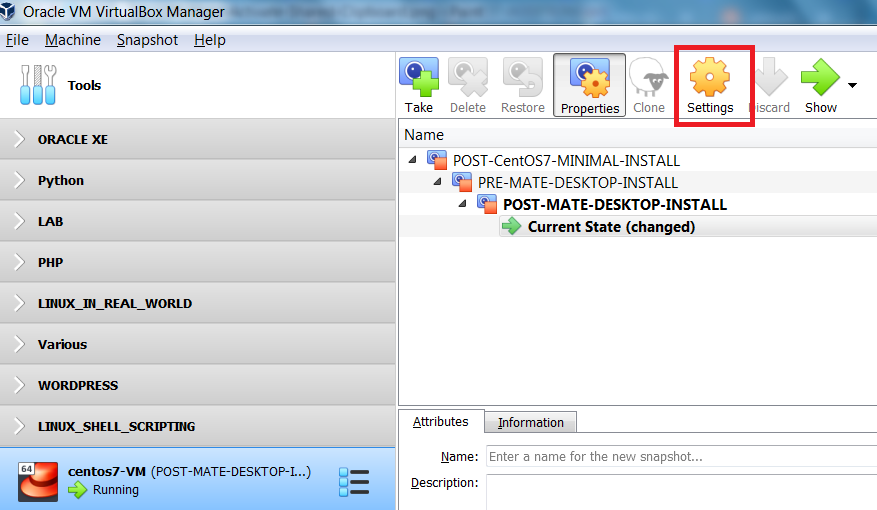 Oracle VM VirtualBox Manager
File Machine Snapshot Help
Tools
Take Delete Restore Properties Clone Settings Discard Show
Name
POST-CentOS7-MINIMAL-INSTALL
PRE-MATE-DESKTOP-INSTALL
POST-MATE-DESKTOP-INSTALL
Current State (changed)
ORACLE XE
Python
LAB
PHP
LINUX_IN_REAL_WORLD
Various
WORDPRESS
LINUX_SHELL_SCRIPTING
64
centos7-VM (POST-MATE-DESKTOP-I...)
Running
Attributes Information
Name: Enter a name for the new snapshot...
Description: